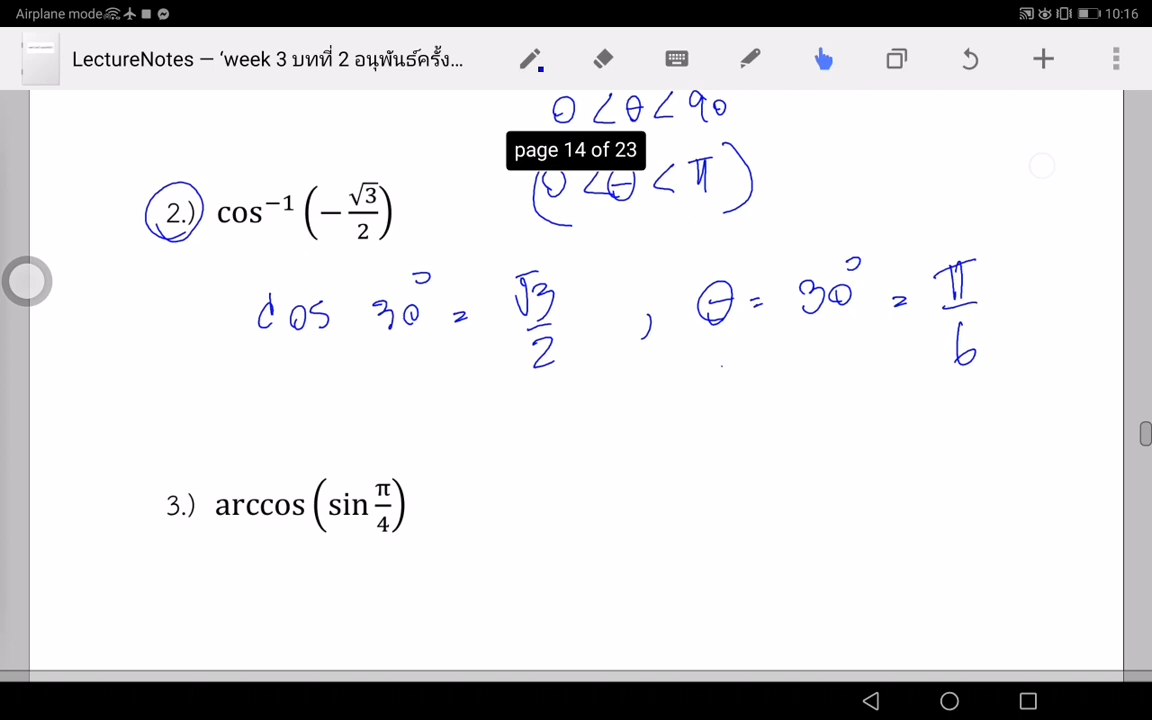 Airplane mode 10:16
LectureNotes – ‘week 3 บทที่ 2 อนุพันธ์ครั้ง...
0 < θ < 90
page 14 of 23
(0 < θ < π)
2.) cos⁻¹(−√3/2)
cos 30° = √3/2 , θ = 30° = π/6
3.) arccos(sin π/4)